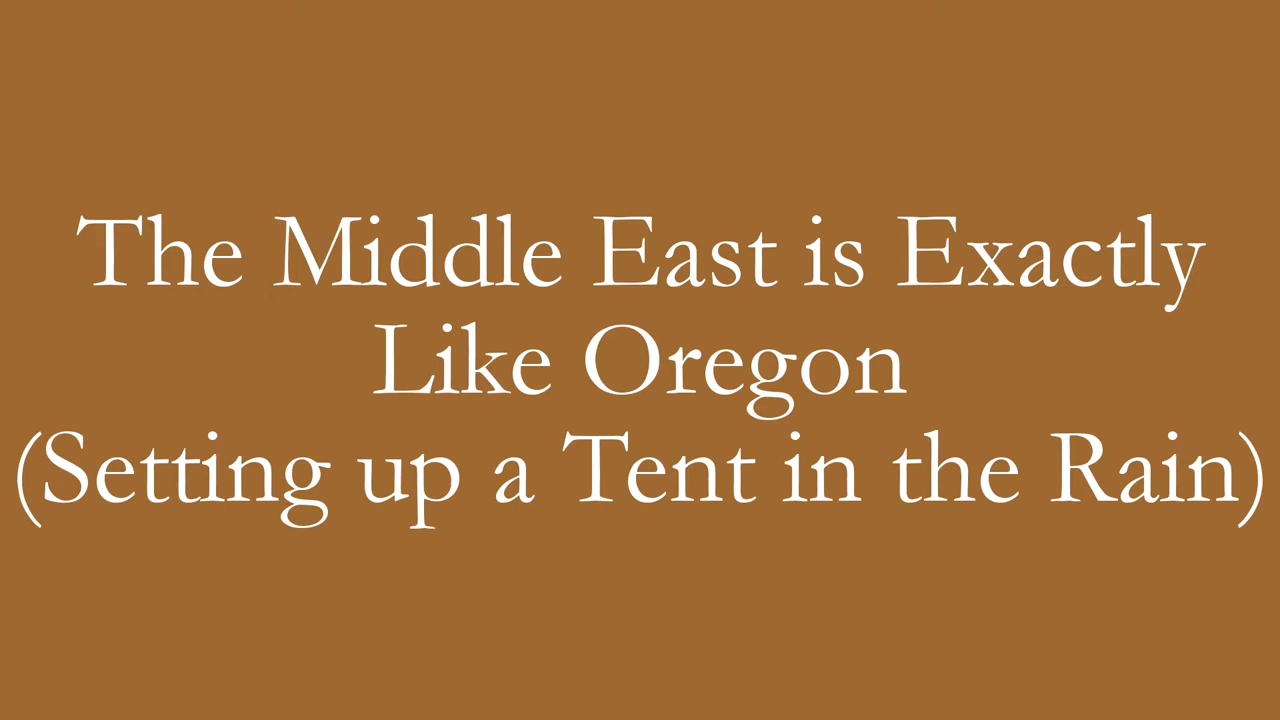 The Middle East is Exactly
Like Oregon
(Setting up a Tent in the Rain)